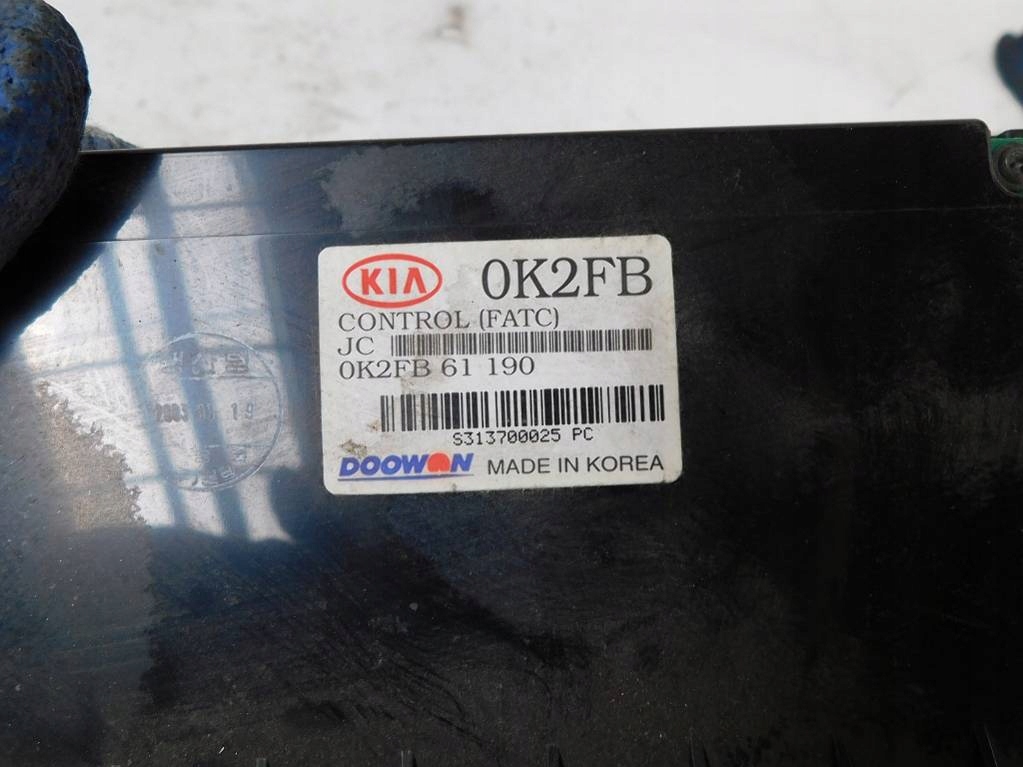 KIA 0K2FB
CONTROL (FATC)
JC
0K2FB 61 190
S313700025 PC
DOOWON MADE IN KOREA